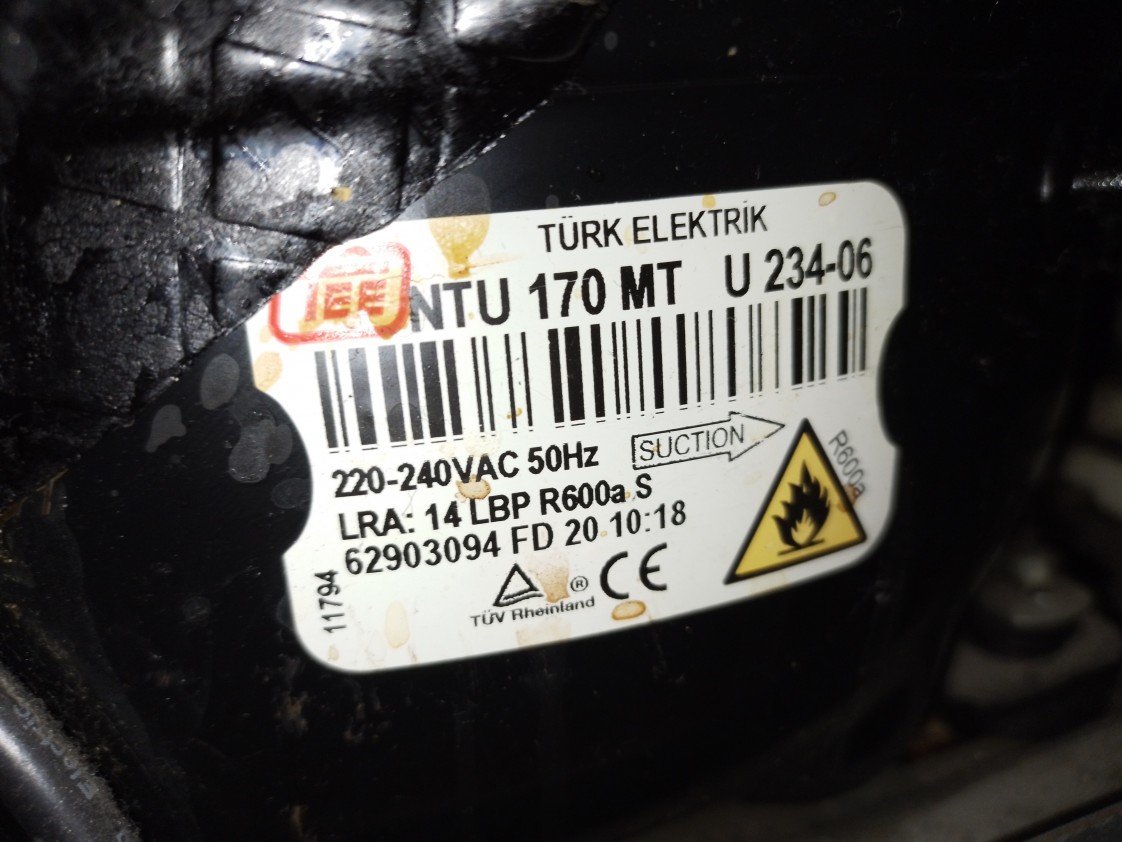 TÜRK ELEKTRİK
TEE NTU 170 MT U 234-06
220-240VAC 50Hz SUCTION
LRA: 14 LBP R600a S
62903094 FD 20 10:18
R600a
11794
TÜV Rheinland ® CE